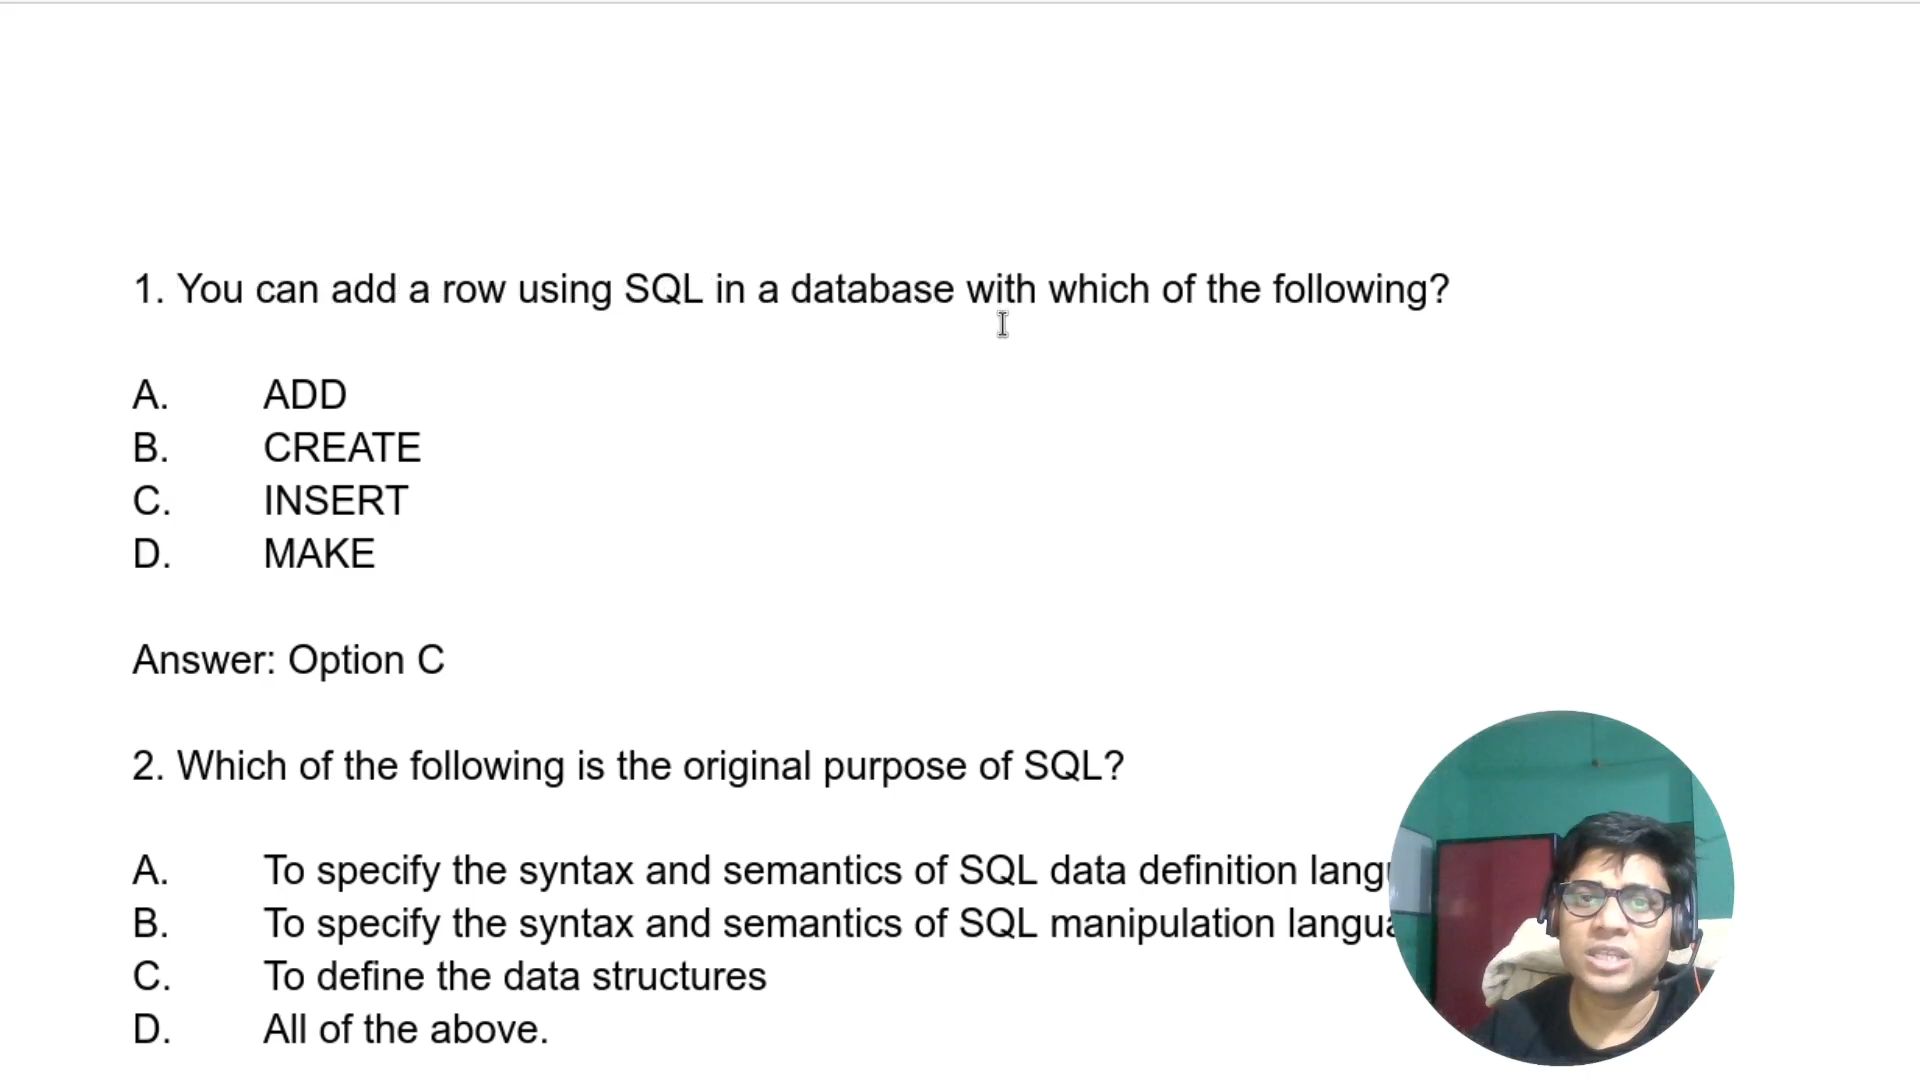 1. You can add a row using SQL in a database with which of the following?
A. ADD
B. CREATE
C. INSERT
D. MAKE
Answer: Option C
2. Which of the following is the original purpose of SQL?
A. To specify the syntax and semantics of SQL data definition
B. To specify the syntax and semantics of SQL manipulation
C. To define the data structures
D. All of the above.